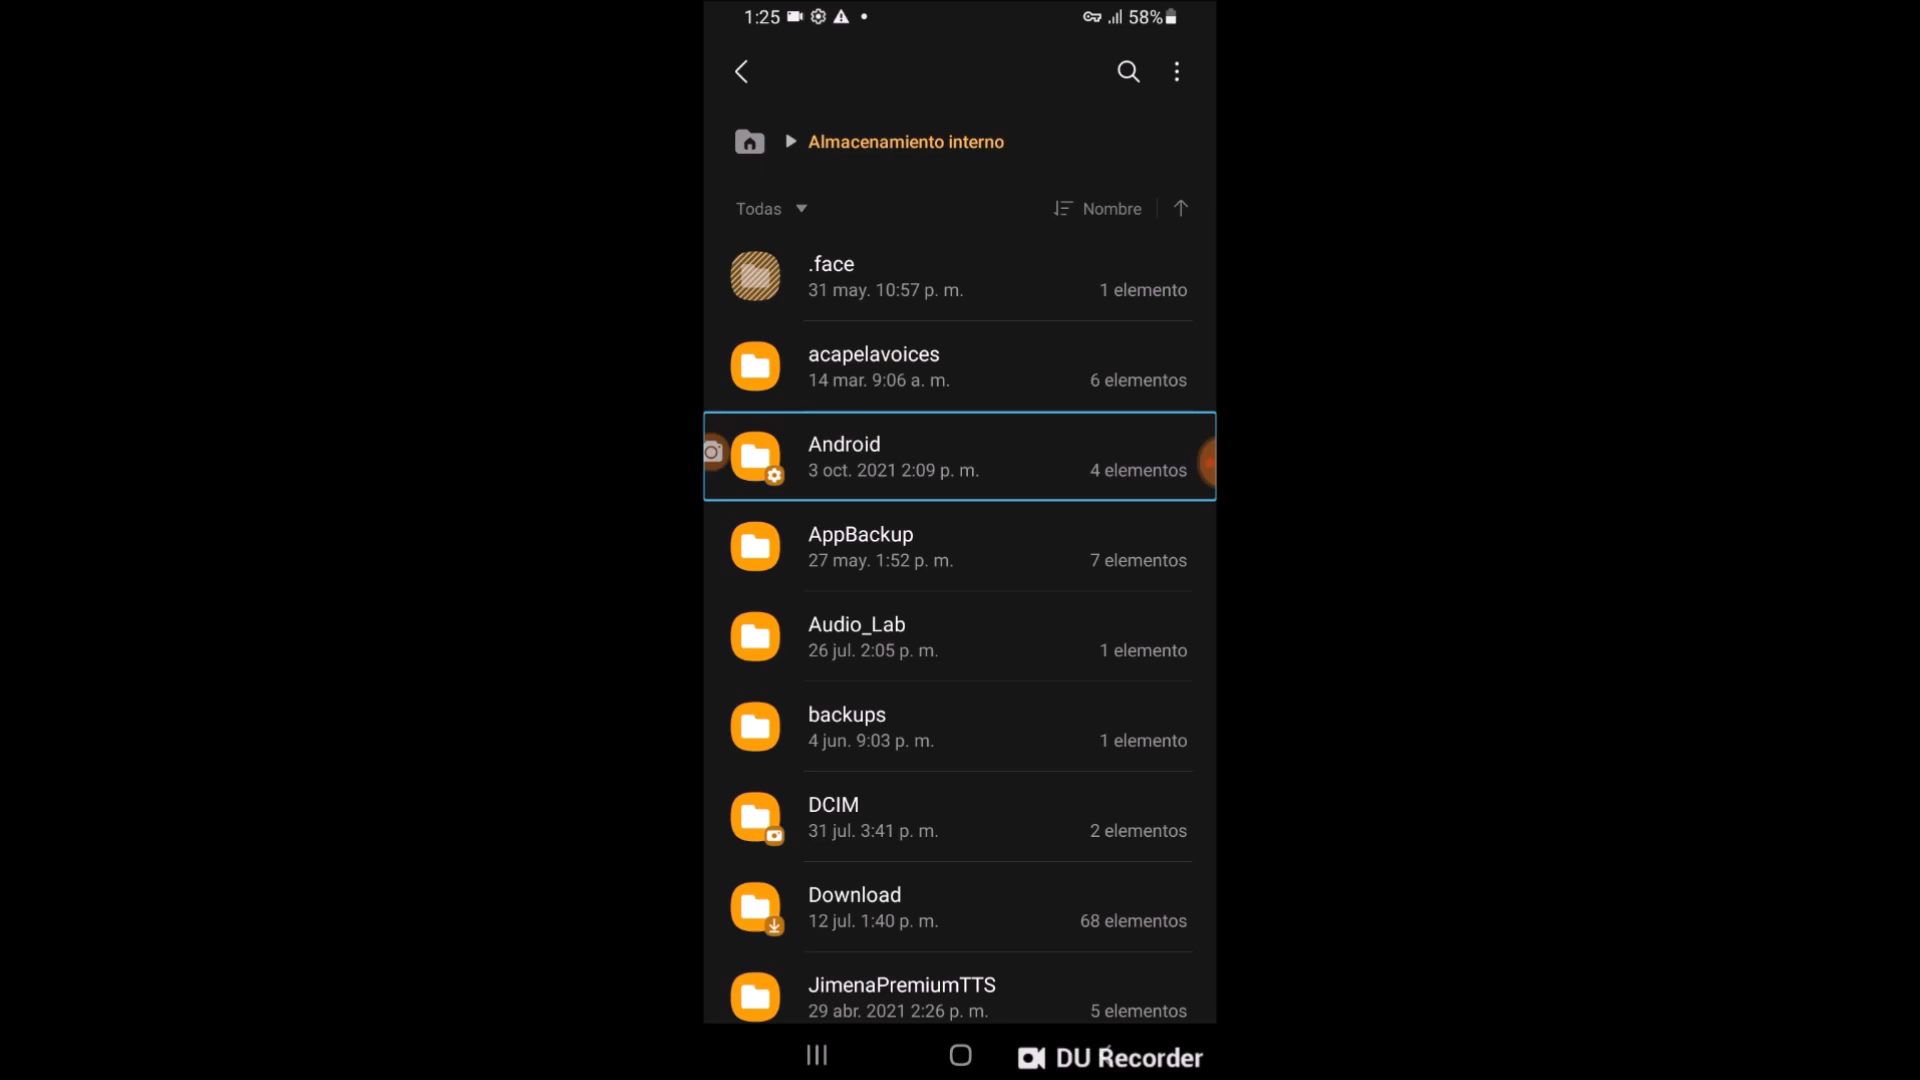 1:25
58%
Almacenamiento interno
Todas
Nombre
.face
31 may. 10:57 p. m.
1 elemento
acapelavoices
14 mar. 9:06 a. m.
6 elementos
Android
3 oct. 2021 2:09 p. m.
4 elementos
AppBackup
27 may. 1:52 p. m.
7 elementos
Audio_Lab
26 jul. 2:05 p. m.
1 elemento
backups
4 jun. 9:03 p. m.
1 elemento
DCIM
31 jul. 3:41 p. m.
2 elementos
Download
12 jul. 1:40 p. m.
68 elementos
JimenaPremiumTTS
29 abr. 2021 2:26 p. m.
5 elementos
DU Recorder